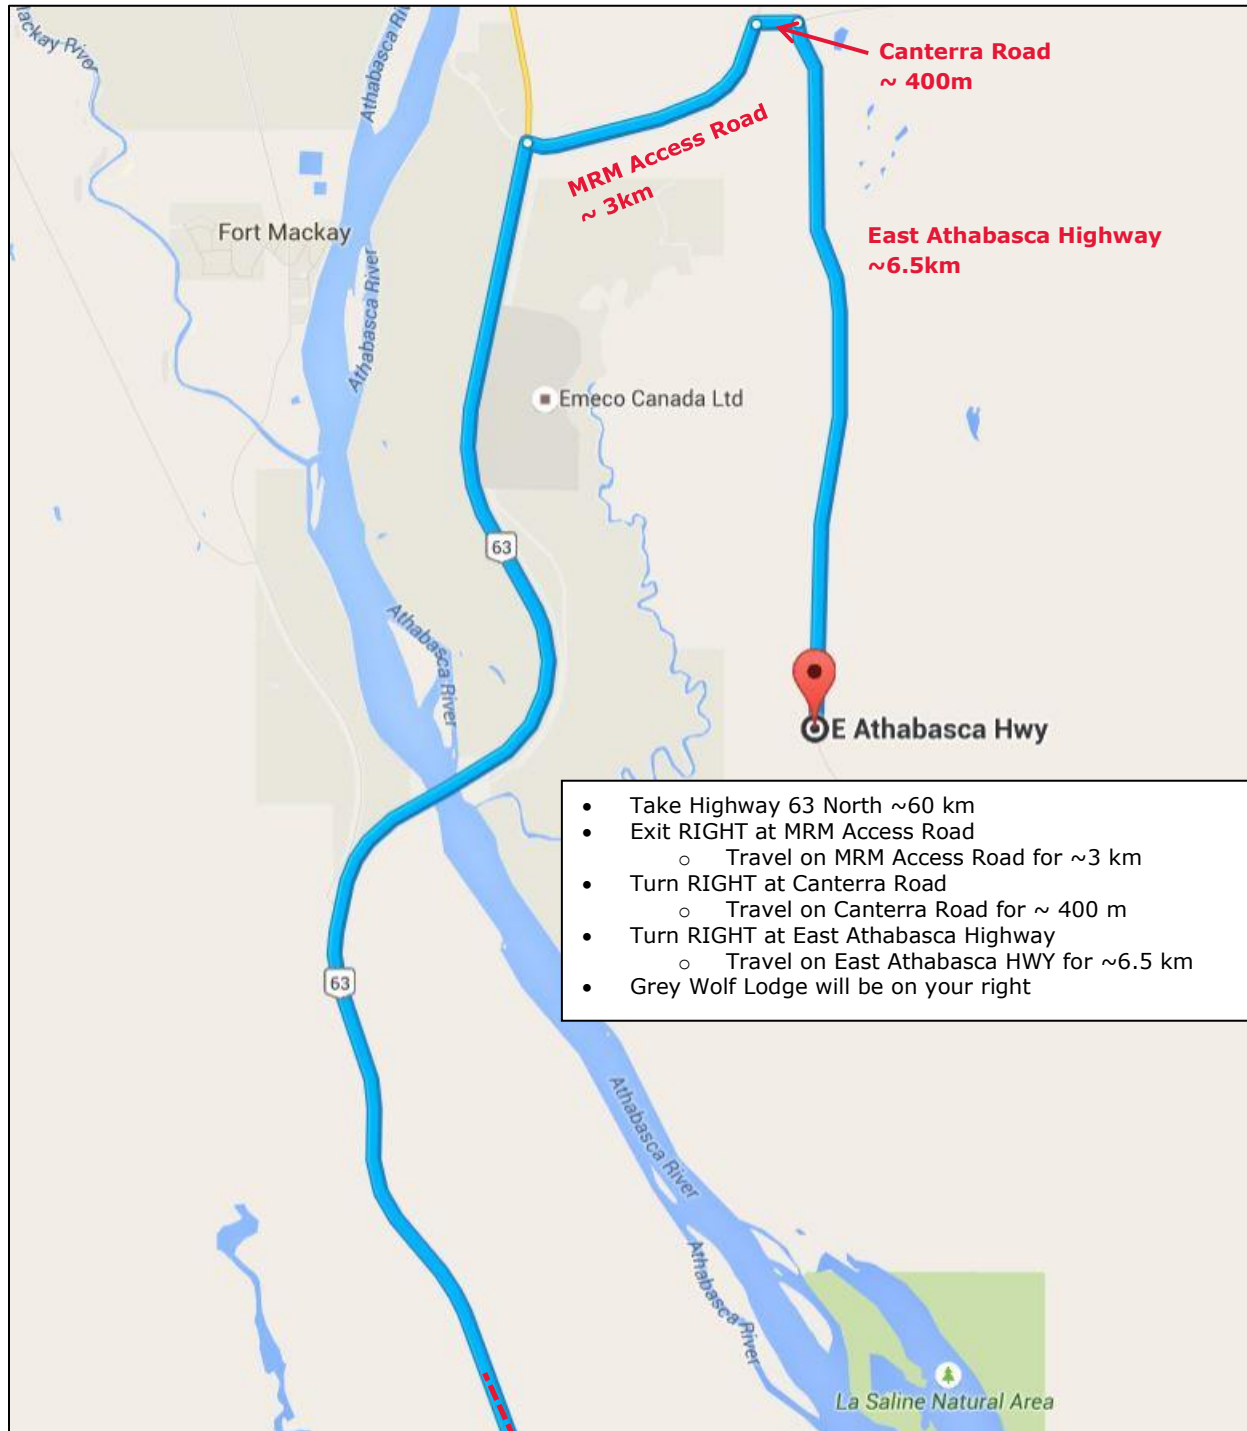 Mackay River
Athabasca Riv
Canterra Road
~ 400m
MRM Access Road
~ 3km
Fort Mackay
East Athabasca Highway
~6.5km
Athabasca River
Emeco Canada Ltd
63
Athabasca River
E Athabasca Hwy
• Take Highway 63 North ~60 km
• Exit RIGHT at MRM Access Road
o Travel on MRM Access Road for ~3 km
• Turn RIGHT at Canterra Road
o Travel on Canterra Road for ~ 400 m
• Turn RIGHT at East Athabasca Highway
o Travel on East Athabasca HWY for ~6.5 km
• Grey Wolf Lodge will be on your right
63
Athabasca River
Athabasca River
La Saline Natural Area